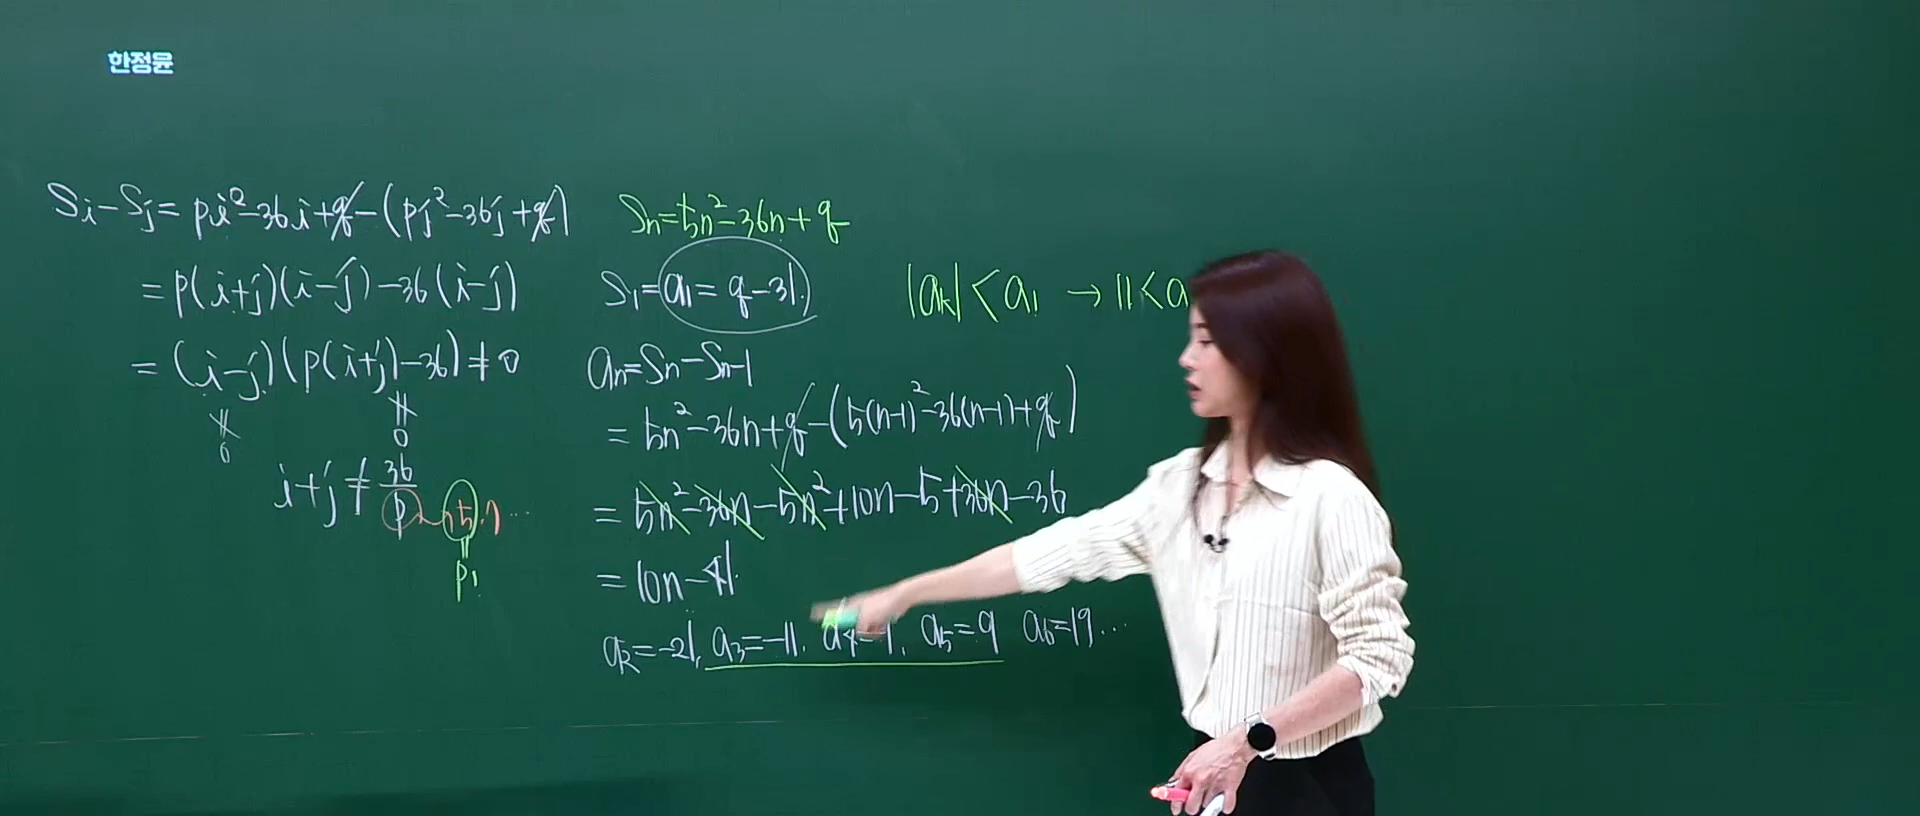 한정윤
Si-Sj= pi²-36i+q-(pj²-36j+q)
=p(i+j)(i-j)-36(i-j)
=(i-j)(p(i+j)-36)≠0
0
0
i+j≠36/p
5.7...
p1
Sn=5n²-36n+q
S1=a1=q-31.
an=Sn-Sn-1
=5n²-36n+q-(5(n-1)²-36(n-1)+q)
=5n²-36n-5n²+10n-5+36n-36
=10n-41.
a2=-21, a3=-11. a4=-1. a5=9 a6=19...
|ak|<a1 → 11<a